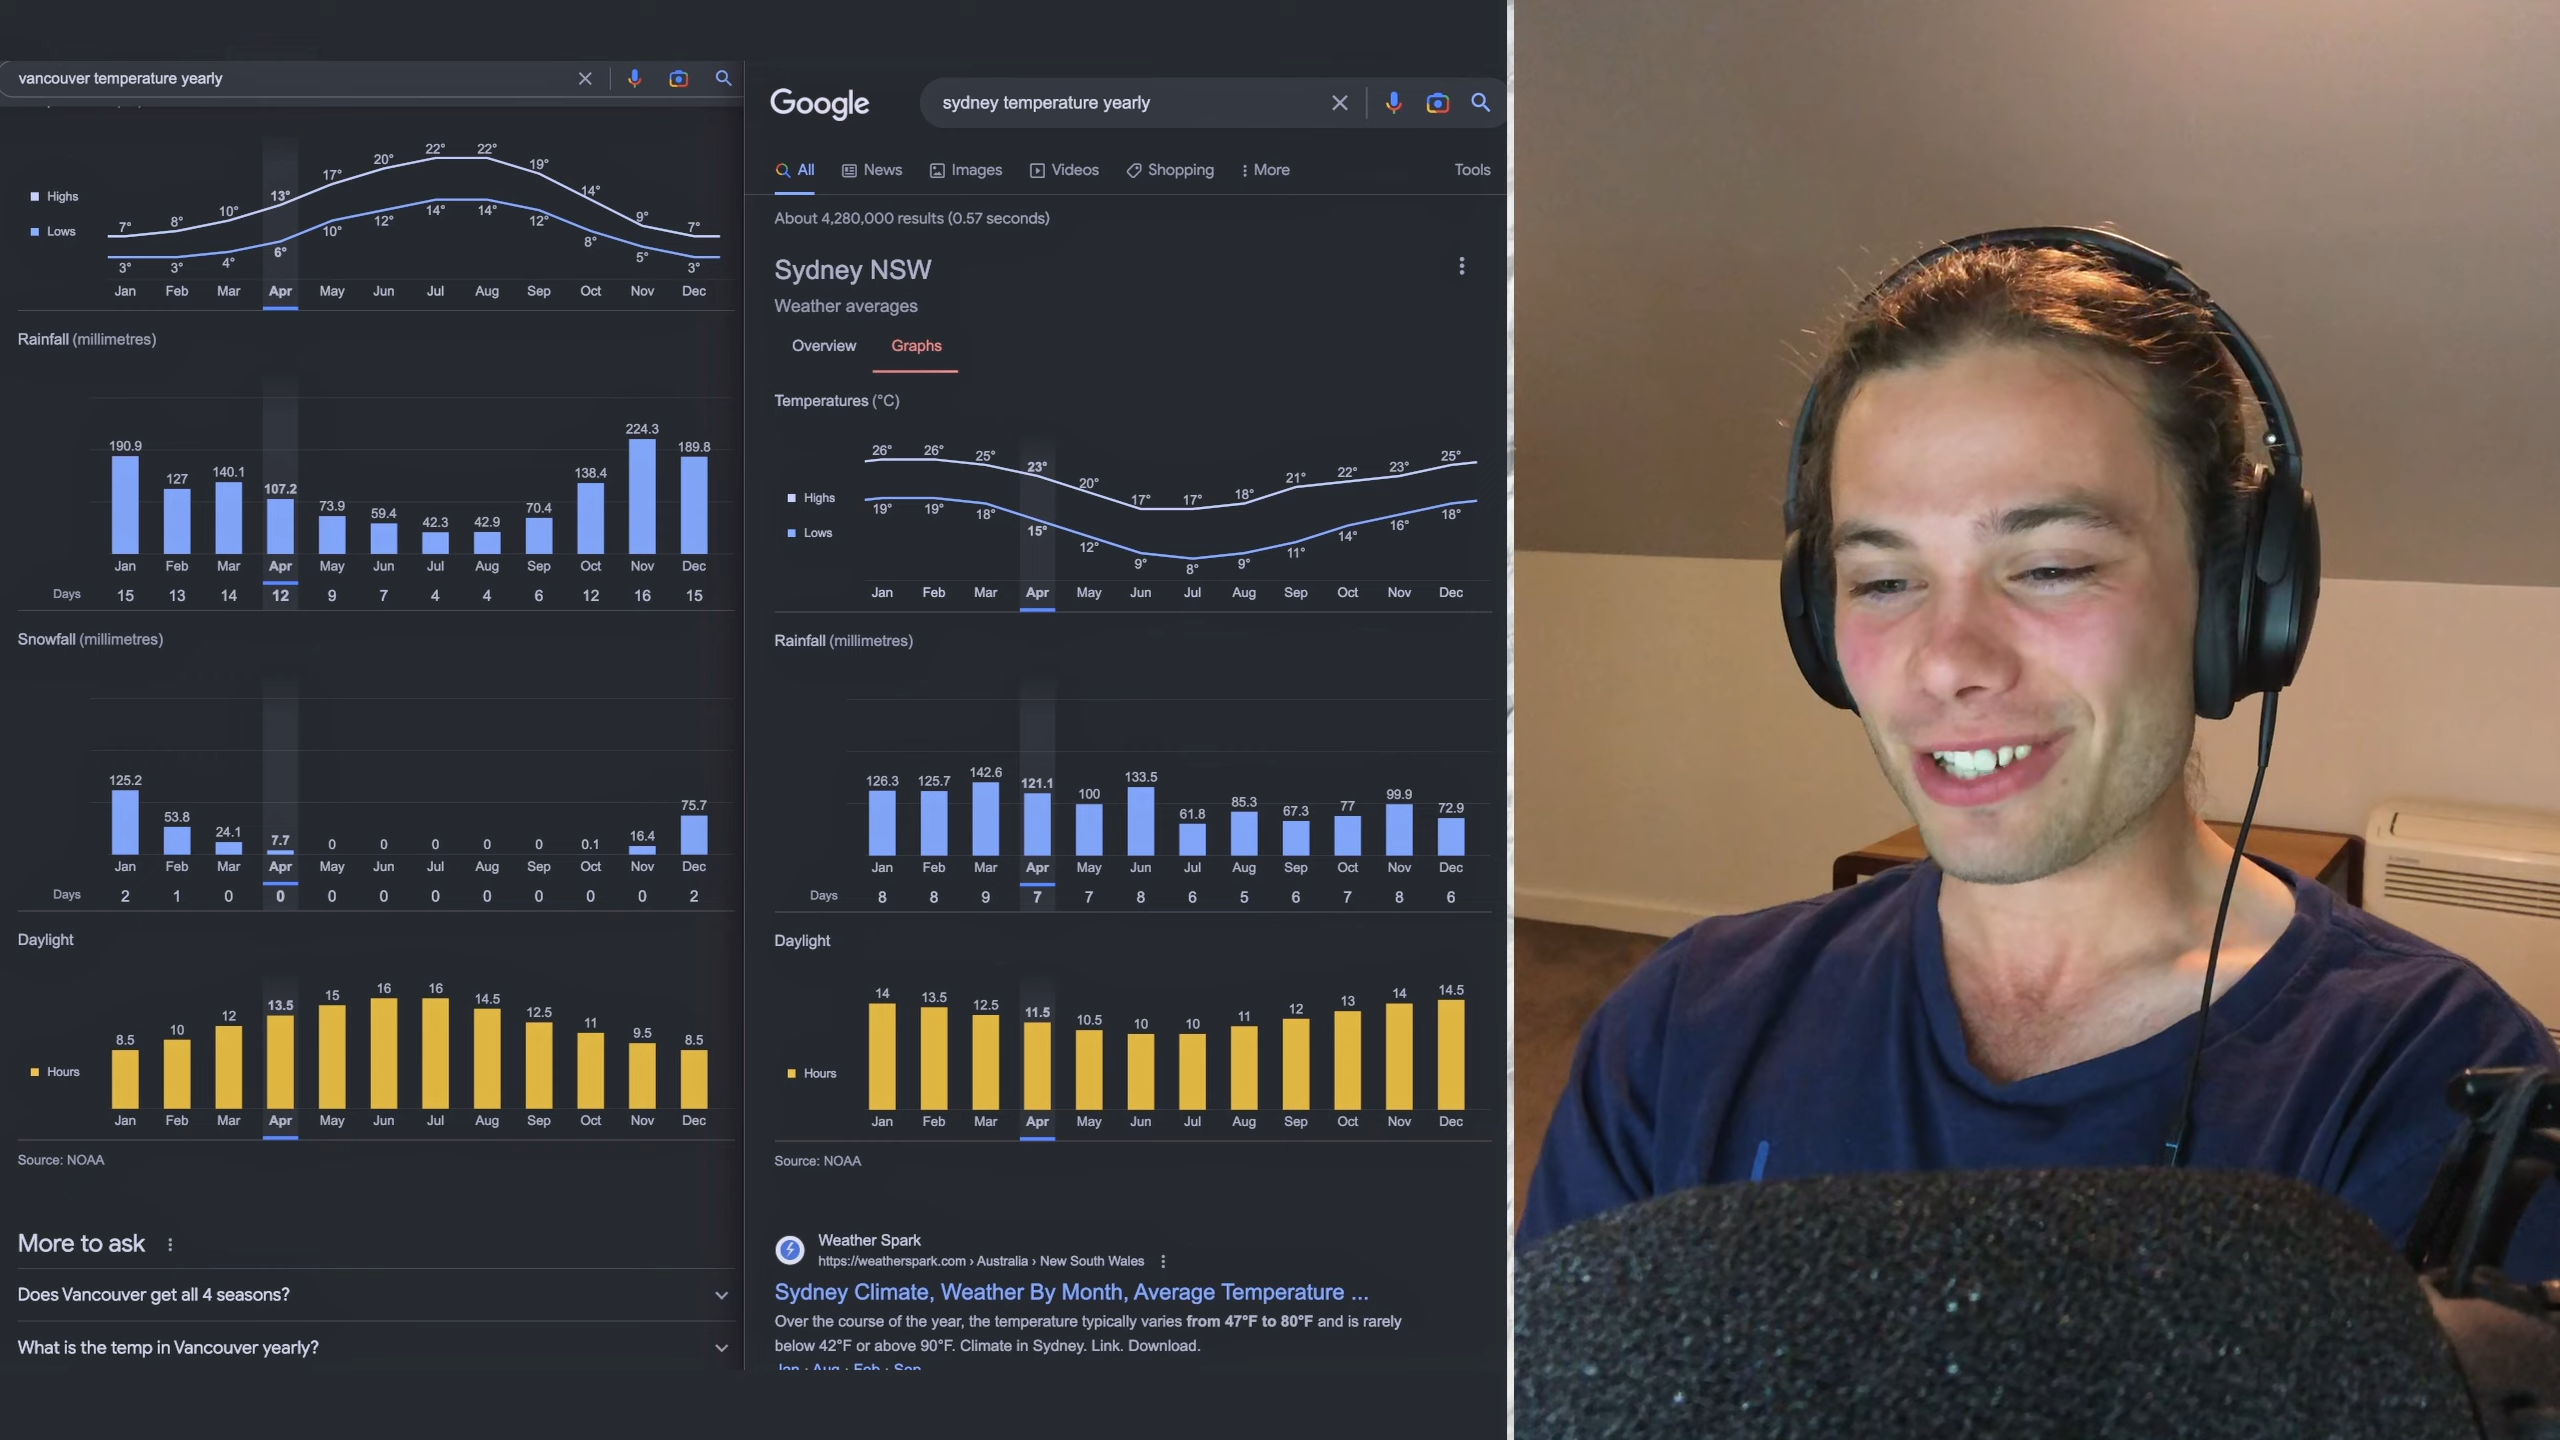 vancouver temperature yearly
Highs
Lows
7° 8° 10° 13° 17° 20° 22° 22° 19° 14° 9° 7°
3° 3° 4° 6° 10° 12° 14° 14° 12° 8° 5° 3°
Jan Feb Mar Apr May Jun Jul Aug Sep Oct Nov Dec
Rainfall (millimetres)
190.9 127 140.1 107.2 73.9 59.4 42.3 42.9 70.4 138.4 224.3 189.8
Jan Feb Mar Apr May Jun Jul Aug Sep Oct Nov Dec
Days 15 13 14 12 9 7 4 4 6 12 16 15
Snowfall (millimetres)
125.2 53.8 24.1 7.7 0 0 0 0 0 0.1 16.4 75.7
Jan Feb Mar Apr May Jun Jul Aug Sep Oct Nov Dec
Days 2 1 0 0 0 0 0 0 0 0 0 2
Daylight
8.5 10 12 13.5 15 16 16 14.5 12.5 11 9.5 8.5
Hours
Jan Feb Mar Apr May Jun Jul Aug Sep Oct Nov Dec
Source: NOAA
More to ask
Does Vancouver get all 4 seasons?
What is the temp in Vancouver yearly?
Google
sydney temperature yearly
All News Images Videos Shopping More Tools
About 4,280,000 results (0.57 seconds)
Sydney NSW
Weather averages
Overview Graphs
Temperatures (°C)
26° 26° 25° 23° 20° 17° 17° 18° 21° 22° 23° 25°
Highs
Lows
19° 19° 18° 15° 12° 9° 8° 9° 11° 14° 16° 18°
Jan Feb Mar Apr May Jun Jul Aug Sep Oct Nov Dec
Rainfall (millimetres)
126.3 125.7 142.6 121.1 100 133.5 61.8 85.3 67.3 77 99.9 72.9
Jan Feb Mar Apr May Jun Jul Aug Sep Oct Nov Dec
Days 8 8 9 7 7 8 6 5 6 7 8 6
Daylight
14 13.5 12.5 11.5 10.5 10 10 11 12 13 14 14.5
Hours
Jan Feb Mar Apr May Jun Jul Aug Sep Oct Nov Dec
Source: NOAA
Weather Spark
https://weatherspark.com › Australia › New South Wales
Sydney Climate, Weather By Month, Average Temperature ...
Over the course of the year, the temperature typically varies from 47°F to 80°F and is rarely
below 42°F or above 90°F. Climate in Sydney. Link. Download.
Jan · Aug · Feb · Sep